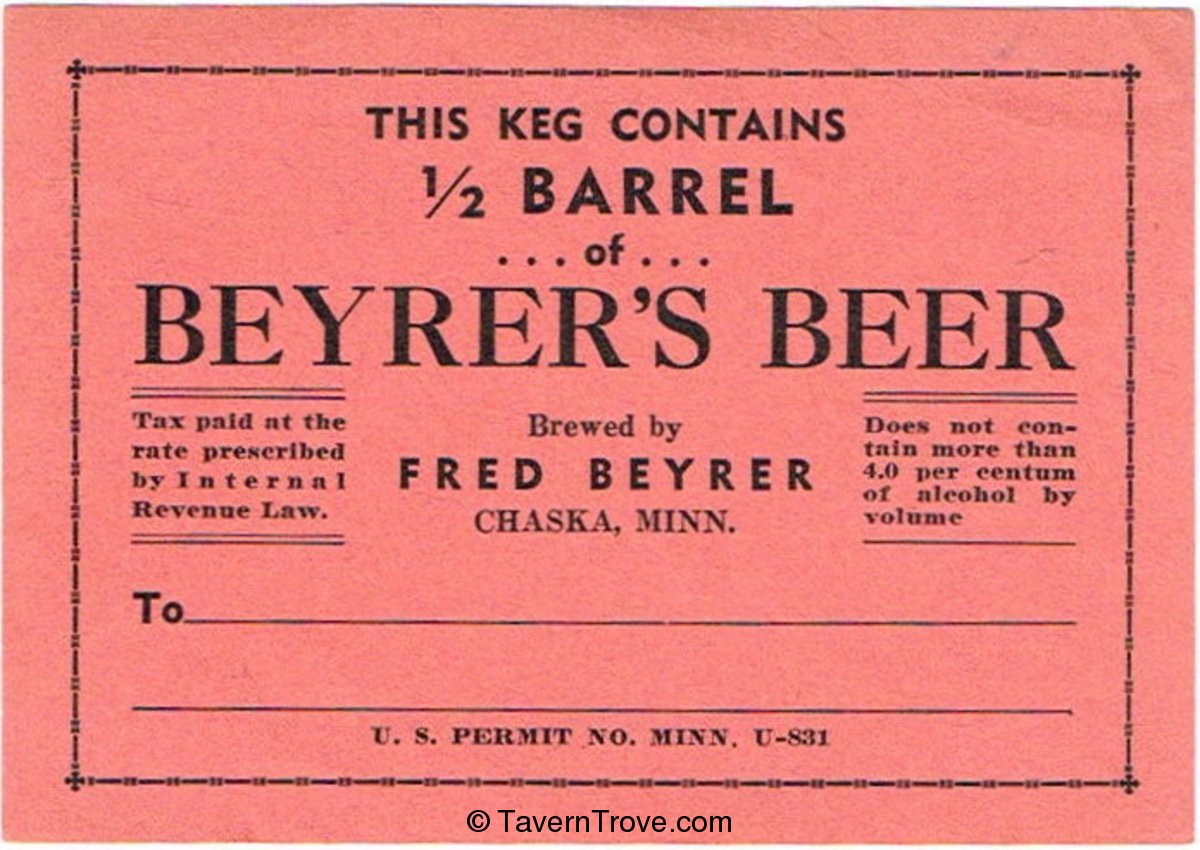 THIS KEG CONTAINS
½ BARREL
...of...
BEYRER'S BEER
Tax paid at the
rate prescribed
by Internal
Revenue Law.
Brewed by
FRED BEYRER
CHASKA, MINN.
Does not con-
tain more than
4.0 per centum
of alcohol by
volume
To
U. S. PERMIT NO. MINN. U-831
© TavernTrove.com